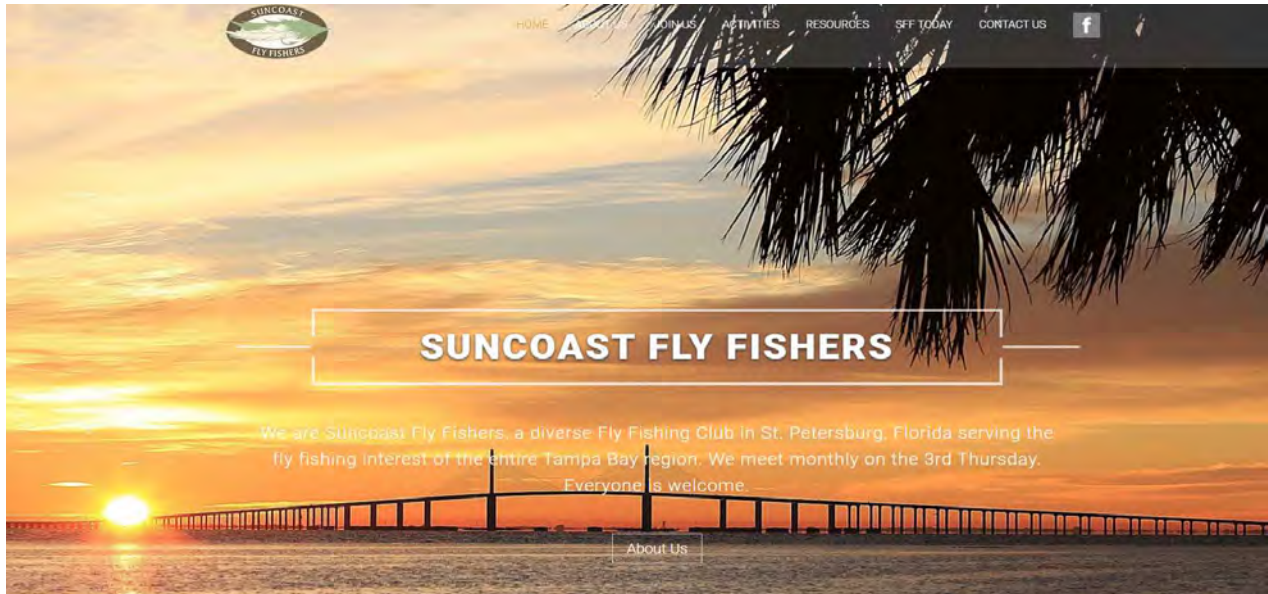 SUNCOAST
FLY FISHERS
HOME ABOUT US JOIN US ACTIVITIES RESOURCES SFF TODAY CONTACT US f
SUNCOAST FLY FISHERS
We are Suncoast Fly Fishers, a diverse Fly Fishing Club in St. Petersburg, Florida serving the
fly fishing interest of the entire Tampa Bay region. We meet monthly on the 3rd Thursday.
Everyone is welcome.
About Us